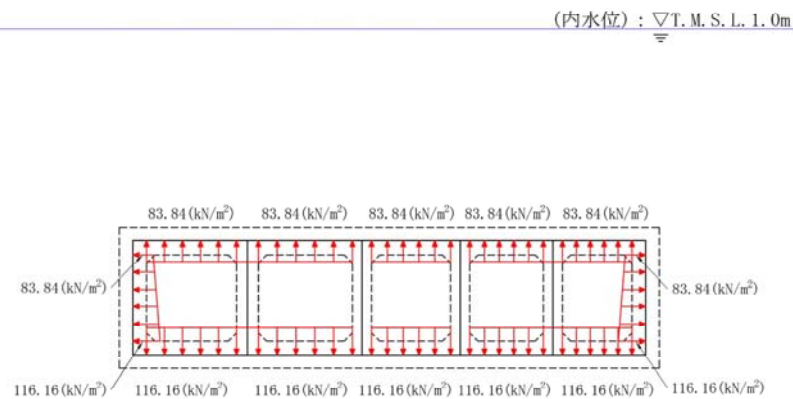 (内水位) : ▽T.M.S.L.1.0m
83.84(kN/m²) 83.84(kN/m²) 83.84(kN/m²) 83.84(kN/m²) 83.84(kN/m²)
83.84(kN/m²) 83.84(kN/m²)
116.16(kN/m²) 116.16(kN/m²) 116.16(kN/m²) 116.16(kN/m²) 116.16(kN/m²) 116.16(kN/m²) 116.16(kN/m²)